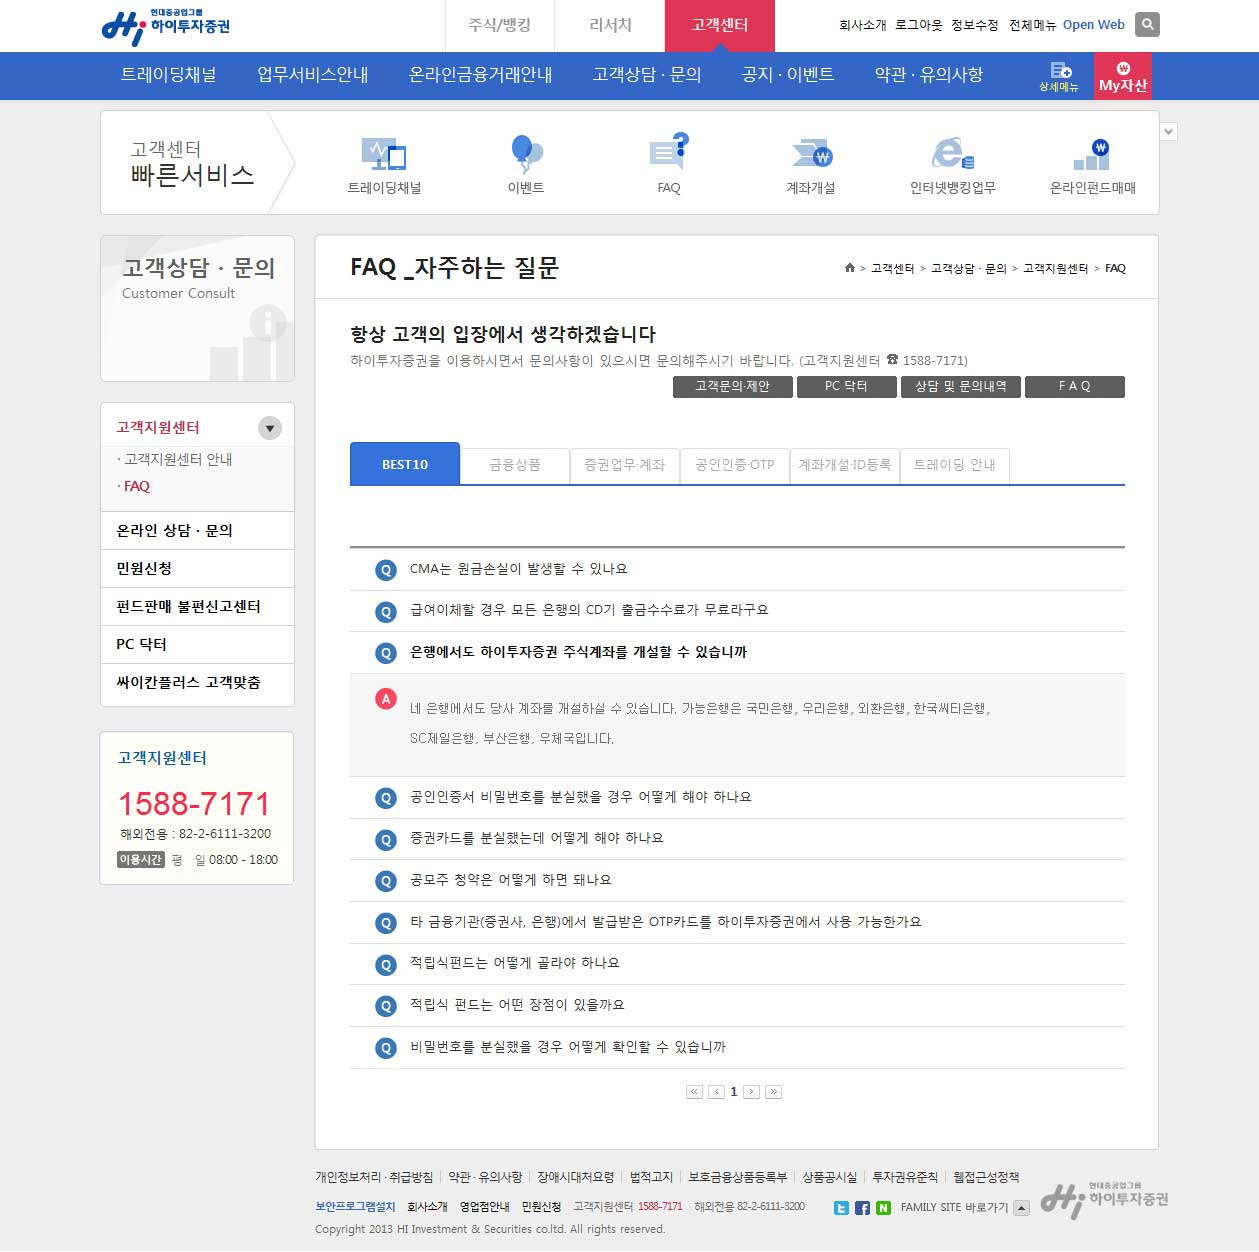 현대중공업그룹
하이투자증권
주식/뱅킹
리서치
고객센터
회사소개 로그아웃 정보수정 전체메뉴 Open Web
트레이딩채널 업무서비스안내 온라인금융거래안내 고객상담 · 문의 공지 · 이벤트 약관 · 유의사항
상세메뉴
My자산
고객센터
빠른서비스
트레이딩채널
이벤트
FAQ
계좌개설
인터넷뱅킹업무
온라인펀드매매
고객상담 · 문의
Customer Consult
고객지원센터
· 고객지원센터 안내
· FAQ
온라인 상담 · 문의
민원신청
펀드판매 불편신고센터
PC 닥터
싸이칸플러스 고객맞춤
고객지원센터
1588-7171
해외전용 : 82-2-6111-3200
이용시간 평 일 08:00 - 18:00
FAQ _자주하는 질문
> 고객센터 > 고객상담 · 문의 > 고객지원센터 > FAQ
항상 고객의 입장에서 생각하겠습니다
하이투자증권을 이용하시면서 문의사항이 있으시면 문의해주시기 바랍니다. (고객지원센터 ☎ 1588-7171)
고객문의·제안 PC 닥터 상담 및 문의내역 F A Q
BEST10 금융상품 증권업무·계좌 공인인증·OTP 계좌개설·ID등록 트레이딩 안내
Q CMA는 원금손실이 발생할 수 있나요
Q 급여이체할 경우 모든 은행의 CD기 출금수수료가 무료라구요
Q 은행에서도 하이투자증권 주식계좌를 개설할 수 있습니까
A 네 은행에서도 당사 계좌를 개설하실 수 있습니다. 가능은행은 국민은행, 우리은행, 외환은행, 한국씨티은행,
SC제일은행, 부산은행, 우체국입니다.
Q 공인인증서 비밀번호를 분실했을 경우 어떻게 해야 하나요
Q 증권카드를 분실했는데 어떻게 해야 하나요
Q 공모주 청약은 어떻게 하면 돼나요
Q 타 금융기관(증권사, 은행)에서 발급받은 OTP카드를 하이투자증권에서 사용 가능한가요
Q 적립식펀드는 어떻게 골라야 하나요
Q 적립식 펀드는 어떤 장점이 있을까요
Q 비밀번호를 분실했을 경우 어떻게 확인할 수 있습니까
« ‹ 1 › »
개인정보처리 · 취급방침 | 약관 · 유의사항 | 장애시대처요령 | 법적고지 | 보호금융상품등록부 | 상품공시실 | 투자권유준칙 | 웹접근성정책
보안프로그램설치 회사소개 영업점안내 민원신청 고객지원센터 1588-7171 해외전용 82-2-6111-3200
FAMILY SITE 바로가기
현대중공업그룹
하이투자증권
Copyright 2013 HI Investment & Securities co.ltd. All rights reserved.